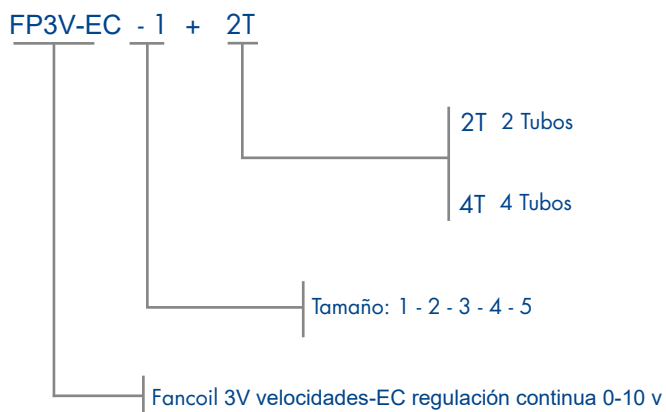 FP3V-EC - 1 + 2T
2T 2 Tubos
4T 4 Tubos
Tamaño: 1 - 2 - 3 - 4 - 5
Fancoil 3V velocidades-EC regulación continua 0-10 v